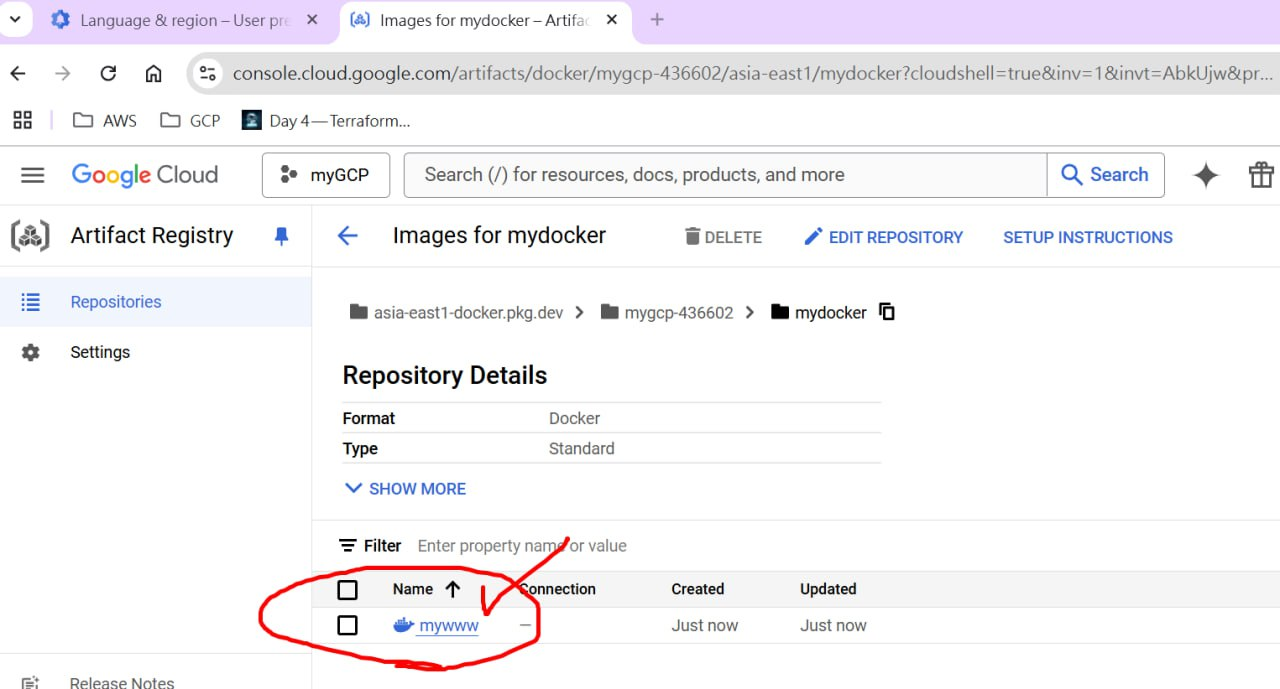 Language & region – User pre
Images for mydocker – Artifac
console.cloud.google.com/artifacts/docker/mygcp-436602/asia-east1/mydocker?cloudshell=true&inv=1&invt=AbkUjw&pr...
AWS GCP Day 4—Terraform...
Google Cloud myGCP Search (/) for resources, docs, products, and more Search
Artifact Registry Images for mydocker DELETE EDIT REPOSITORY SETUP INSTRUCTIONS
Repositories
Settings
asia-east1-docker.pkg.dev mygcp-436602 mydocker
Repository Details
Format Docker
Type Standard
SHOW MORE
Filter Enter property name or value
Name Connection Created Updated
mywww – Just now Just now
Release Notes